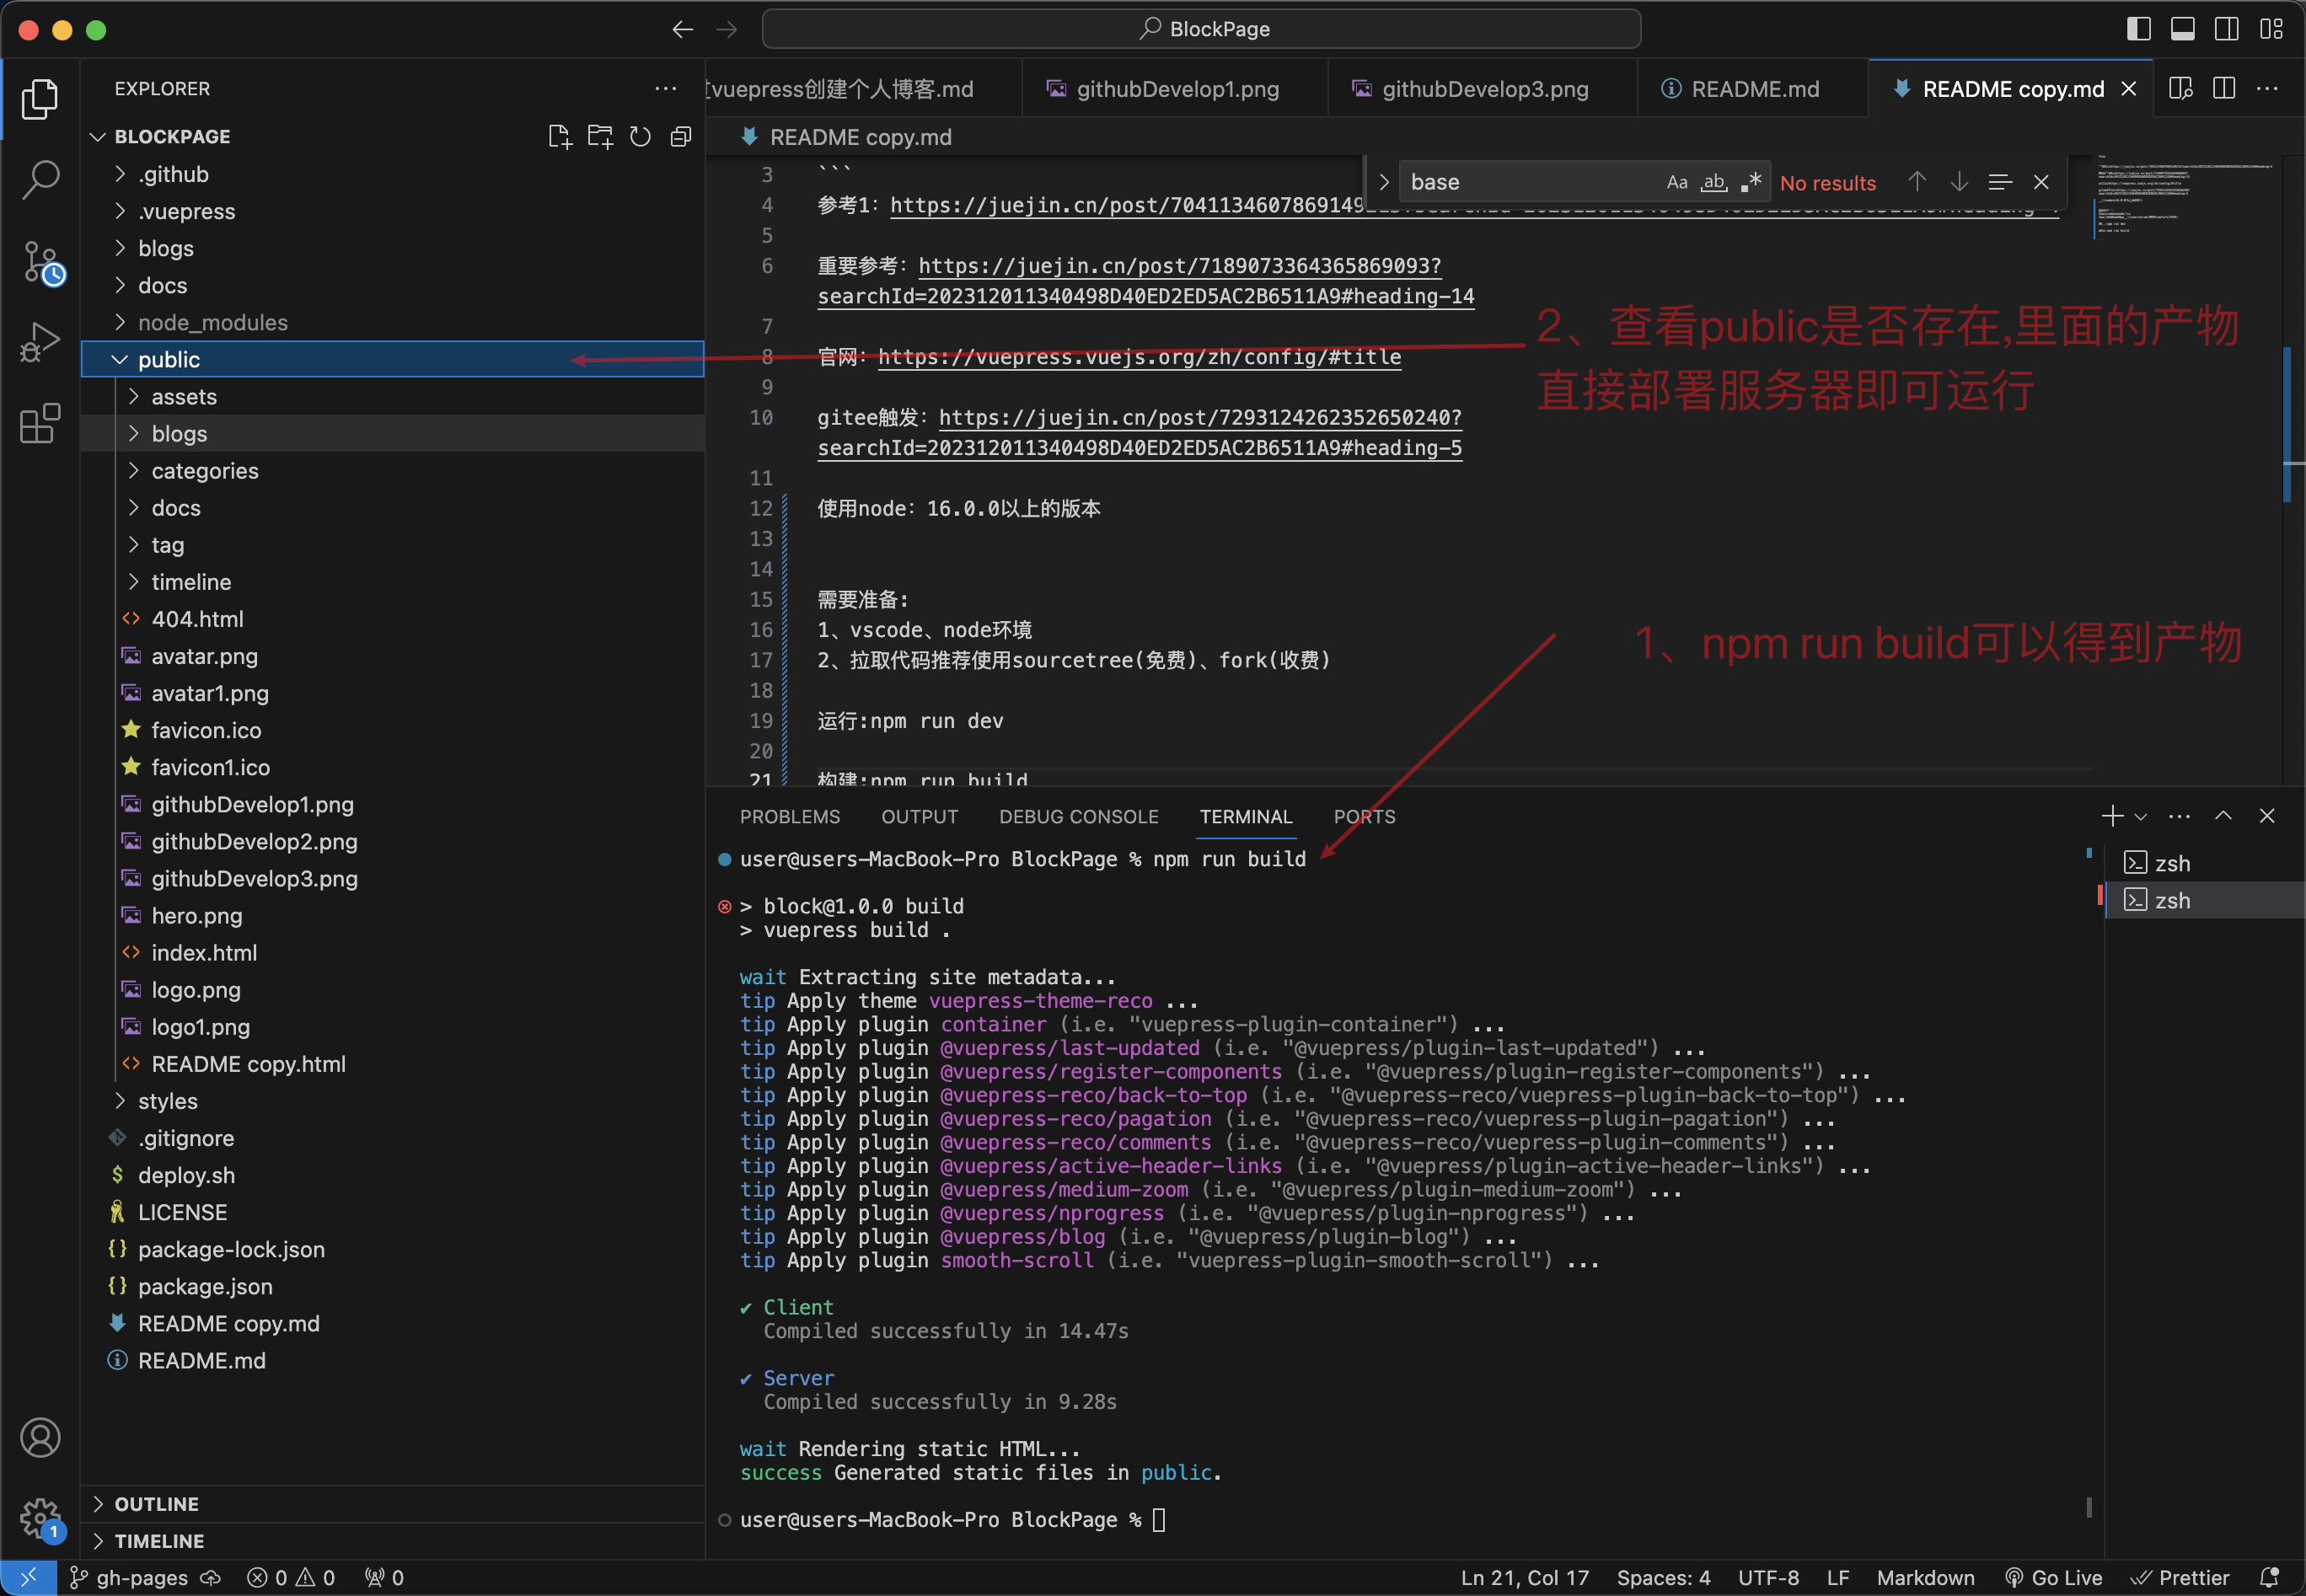 BlockPage
EXPLORER
BLOCKPAGE
.github
.vuepress
blogs
docs
node_modules
public
assets
blogs
categories
docs
tag
timeline
404.html
avatar.png
avatar1.png
favicon.ico
favicon1.ico
githubDevelop1.png
githubDevelop2.png
githubDevelop3.png
hero.png
index.html
logo.png
logo1.png
README copy.html
styles
.gitignore
deploy.sh
LICENSE
package-lock.json
package.json
README copy.md
README.md
OUTLINE
TIMELINE
vuepress创建个人博客.md
githubDevelop1.png
githubDevelop3.png
README.md
README copy.md
README copy.md
base
Aa
ab
No results
3 ```
4 参考1：
5
6 重要参考：https://juejin.cn/post/7189073364365869093?
searchId=202312011340498D40ED2ED5AC2B6511A9#heading-14
7
8 官网：https://vuepress.vuejs.org/zh/config/#title
9
10 gitee触发：https://juejin.cn/post/7293124262352650240?
searchId=202312011340498D40ED2ED5AC2B6511A9#heading-5
11
12 使用node：16.0.0以上的版本
13
14
15 需要准备:
16 1、vscode、node环境
17 2、拉取代码推荐使用sourcetree(免费)、fork(收费)
18
19 运行:npm run dev
20
21 构建:npm run build
2、查看public是否存在,里面的产物
直接部署服务器即可运行
1、npm run build可以得到产物
PROBLEMS
OUTPUT
DEBUG CONSOLE
TERMINAL
PORTS
zsh
zsh
user@users-MacBook-Pro BlockPage % npm run build
> block@1.0.0 build
> vuepress build .
wait Extracting site metadata...
tip Apply theme vuepress-theme-reco ...
tip Apply plugin container (i.e. "vuepress-plugin-container") ...
tip Apply plugin @vuepress/last-updated (i.e. "@vuepress/plugin-last-updated") ...
tip Apply plugin @vuepress/register-components (i.e. "@vuepress/plugin-register-components") ...
tip Apply plugin @vuepress-reco/back-to-top (i.e. "@vuepress-reco/vuepress-plugin-back-to-top") ...
tip Apply plugin @vuepress-reco/pagation (i.e. "@vuepress-reco/vuepress-plugin-pagation") ...
tip Apply plugin @vuepress-reco/comments (i.e. "@vuepress-reco/vuepress-plugin-comments") ...
tip Apply plugin @vuepress/active-header-links (i.e. "@vuepress/plugin-active-header-links") ...
tip Apply plugin @vuepress/medium-zoom (i.e. "@vuepress/plugin-medium-zoom") ...
tip Apply plugin @vuepress/nprogress (i.e. "@vuepress/plugin-nprogress") ...
tip Apply plugin @vuepress/blog (i.e. "@vuepress/plugin-blog") ...
tip Apply plugin smooth-scroll (i.e. "vuepress-plugin-smooth-scroll") ...
✔ Client
Compiled successfully in 14.47s
✔ Server
Compiled successfully in 9.28s
wait Rendering static HTML...
success Generated static files in public.
user@users-MacBook-Pro BlockPage %
1
gh-pages
0
0
0
Ln 21, Col 17
Spaces: 4
UTF-8
LF
Markdown
Go Live
Prettier